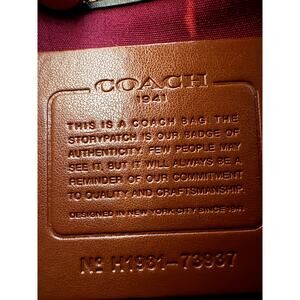 COACH
1941
THIS IS A COACH BAG. THE
STORYPATCH IS OUR BADGE OF
AUTHENTICITY. FEW PEOPLE MAY
SEE IT, BUT IT WILL ALWAYS BE A
REMINDER OF OUR COMMITMENT
TO QUALITY AND CRAFTSMANSHIP.
DESIGNED IN NEW YORK CITY SINCE 1941
Nº H1981-73937